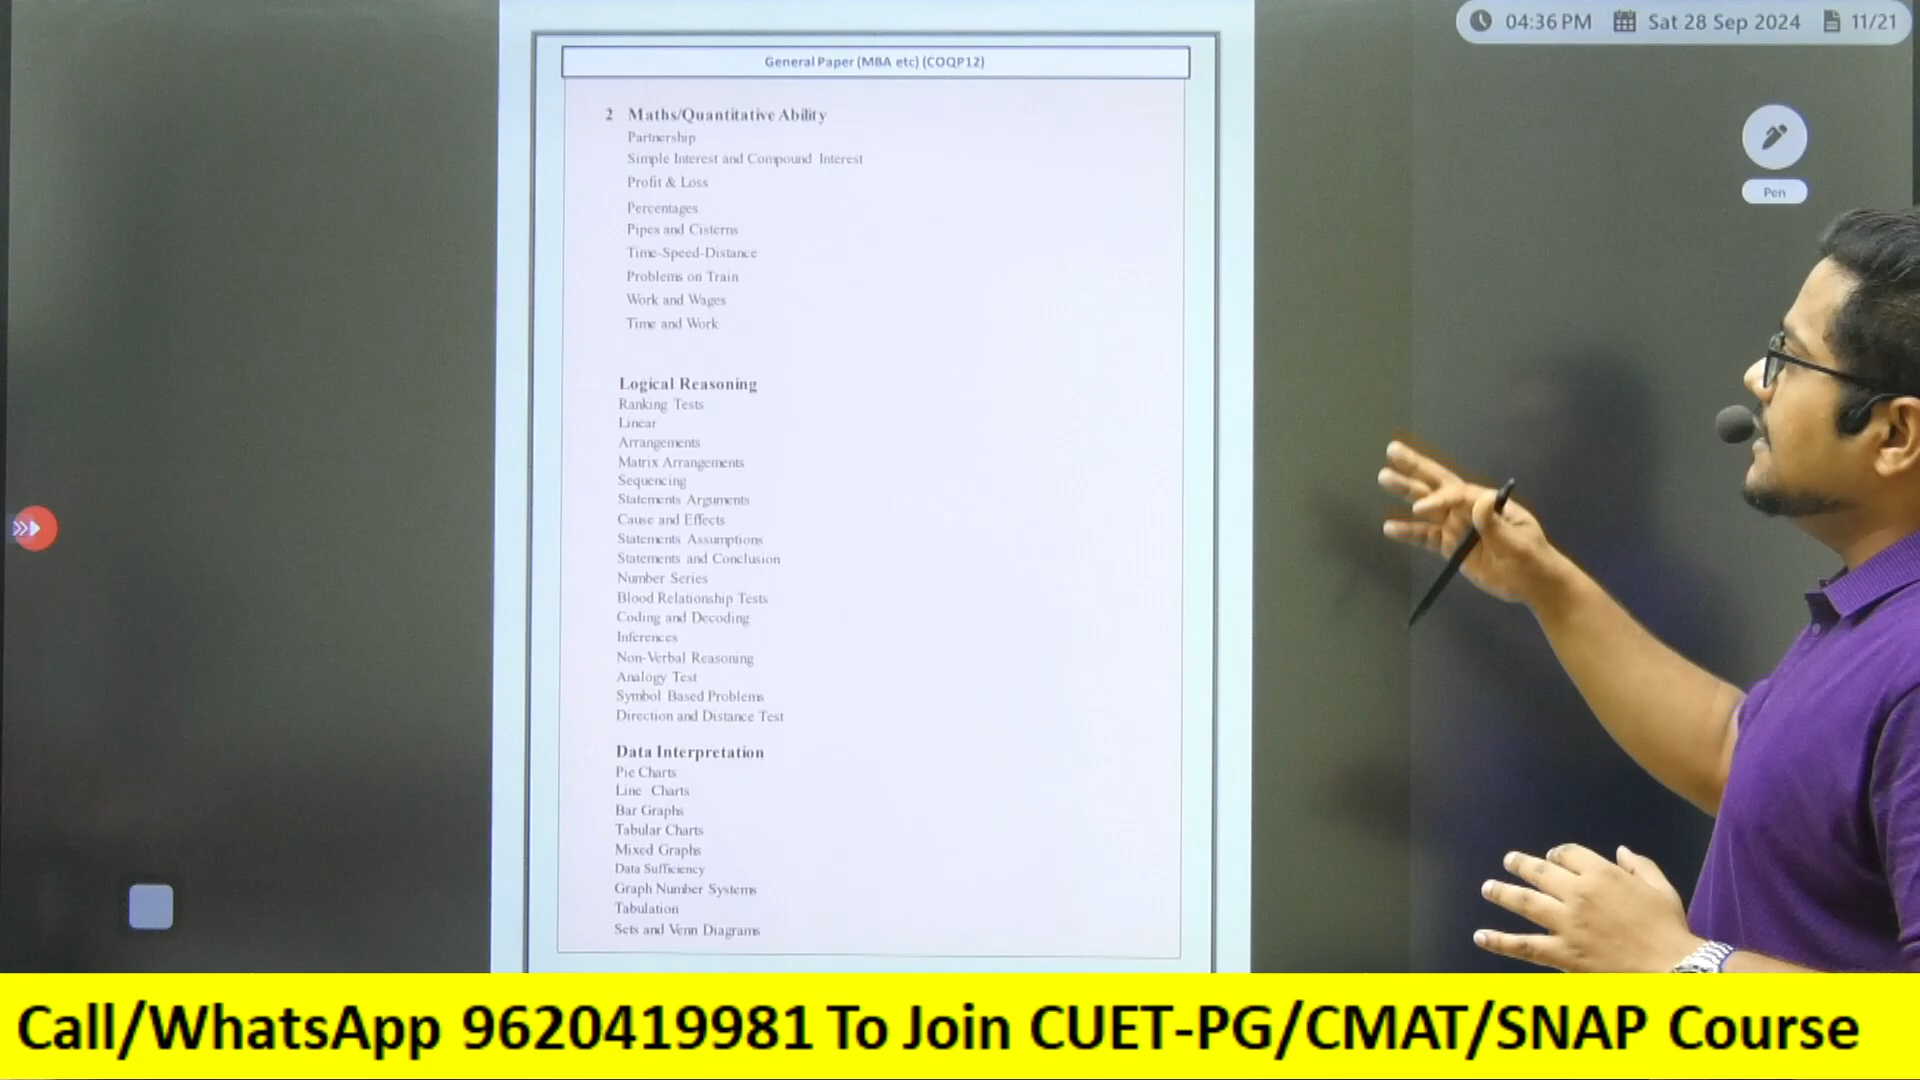 04:36 PM Sat 28 Sep 2024 11/21
General Paper (MBA etc) (COQP12)
Pen
2 Maths/Quantitative Ability
Partnership
Simple Interest and Compound Interest
Profit & Loss
Percentages
Pipes and Cisterns
Time-Speed-Distance
Problems on Train
Work and Wages
Time and Work
Logical Reasoning
Ranking Tests
Linear
Arrangements
Matrix Arrangements
Sequencing
Statements Arguments
Cause and Effects
Statements Assumptions
Statements and Conclusion
Number Series
Blood Relationship Tests
Coding and Decoding
Inferences
Non-Verbal Reasoning
Analogy Test
Symbol Based Problems
Direction and Distance Test
Data Interpretation
Pie Charts
Line Charts
Bar Graphs
Tabular Charts
Mixed Graphs
Data Sufficiency
Graph Number Systems
Tabulation
Sets and Venn Diagrams
Call/WhatsApp 9620419981 To Join CUET-PG/CMAT/SNAP Course